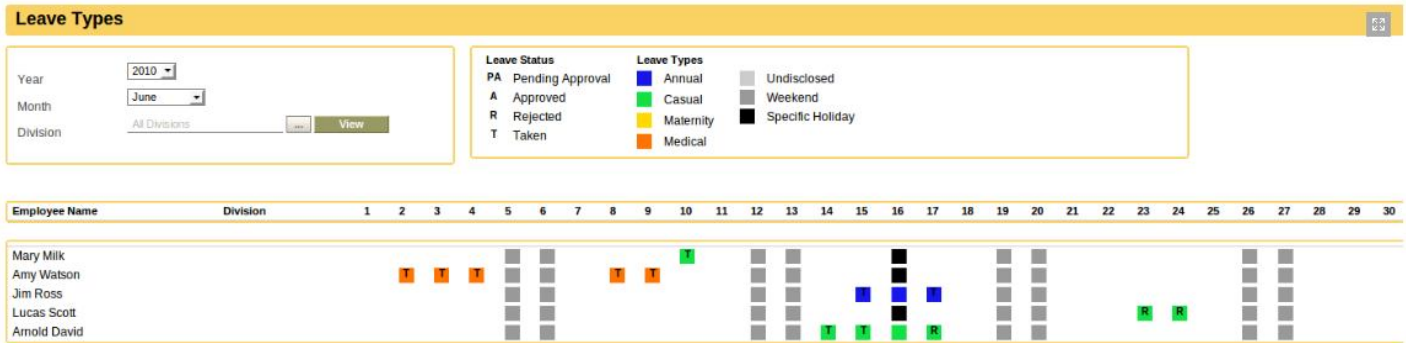 Leave Types
Year 2010
Month June
Division All Divisions ... View
Leave Status Leave Types
PA Pending Approval Annual Undisclosed
A Approved Casual Weekend
R Rejected Maternity Specific Holiday
T Taken Medical
Employee Name Division 1 2 3 4 5 6 7 8 9 10 11 12 13 14 15 16 17 18 19 20 21 22 23 24 25 26 27 28 29 30
Mary Milk T
Amy Watson T T T T T
Jim Ross T T
Lucas Scott R R
Arnold David T T R